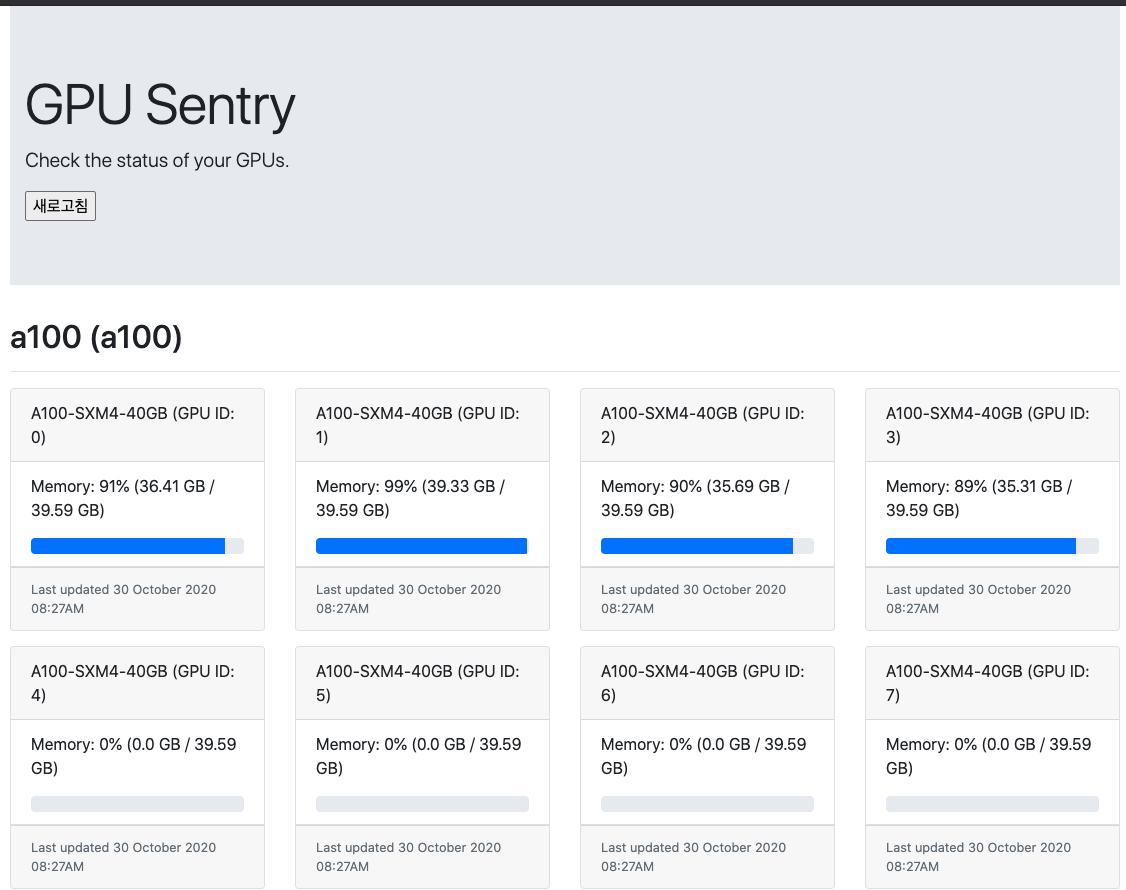 GPU Sentry
Check the status of your GPUs.
새로고침
a100 (a100)
A100-SXM4-40GB (GPU ID:
0)
Memory: 91% (36.41 GB /
39.59 GB)
Last updated 30 October 2020
08:27AM
A100-SXM4-40GB (GPU ID:
1)
Memory: 99% (39.33 GB /
39.59 GB)
Last updated 30 October 2020
08:27AM
A100-SXM4-40GB (GPU ID:
2)
Memory: 90% (35.69 GB /
39.59 GB)
Last updated 30 October 2020
08:27AM
A100-SXM4-40GB (GPU ID:
3)
Memory: 89% (35.31 GB /
39.59 GB)
Last updated 30 October 2020
08:27AM
A100-SXM4-40GB (GPU ID:
4)
Memory: 0% (0.0 GB / 39.59
GB)
Last updated 30 October 2020
08:27AM
A100-SXM4-40GB (GPU ID:
5)
Memory: 0% (0.0 GB / 39.59
GB)
Last updated 30 October 2020
08:27AM
A100-SXM4-40GB (GPU ID:
6)
Memory: 0% (0.0 GB / 39.59
GB)
Last updated 30 October 2020
08:27AM
A100-SXM4-40GB (GPU ID:
7)
Memory: 0% (0.0 GB / 39.59
GB)
Last updated 30 October 2020
08:27AM